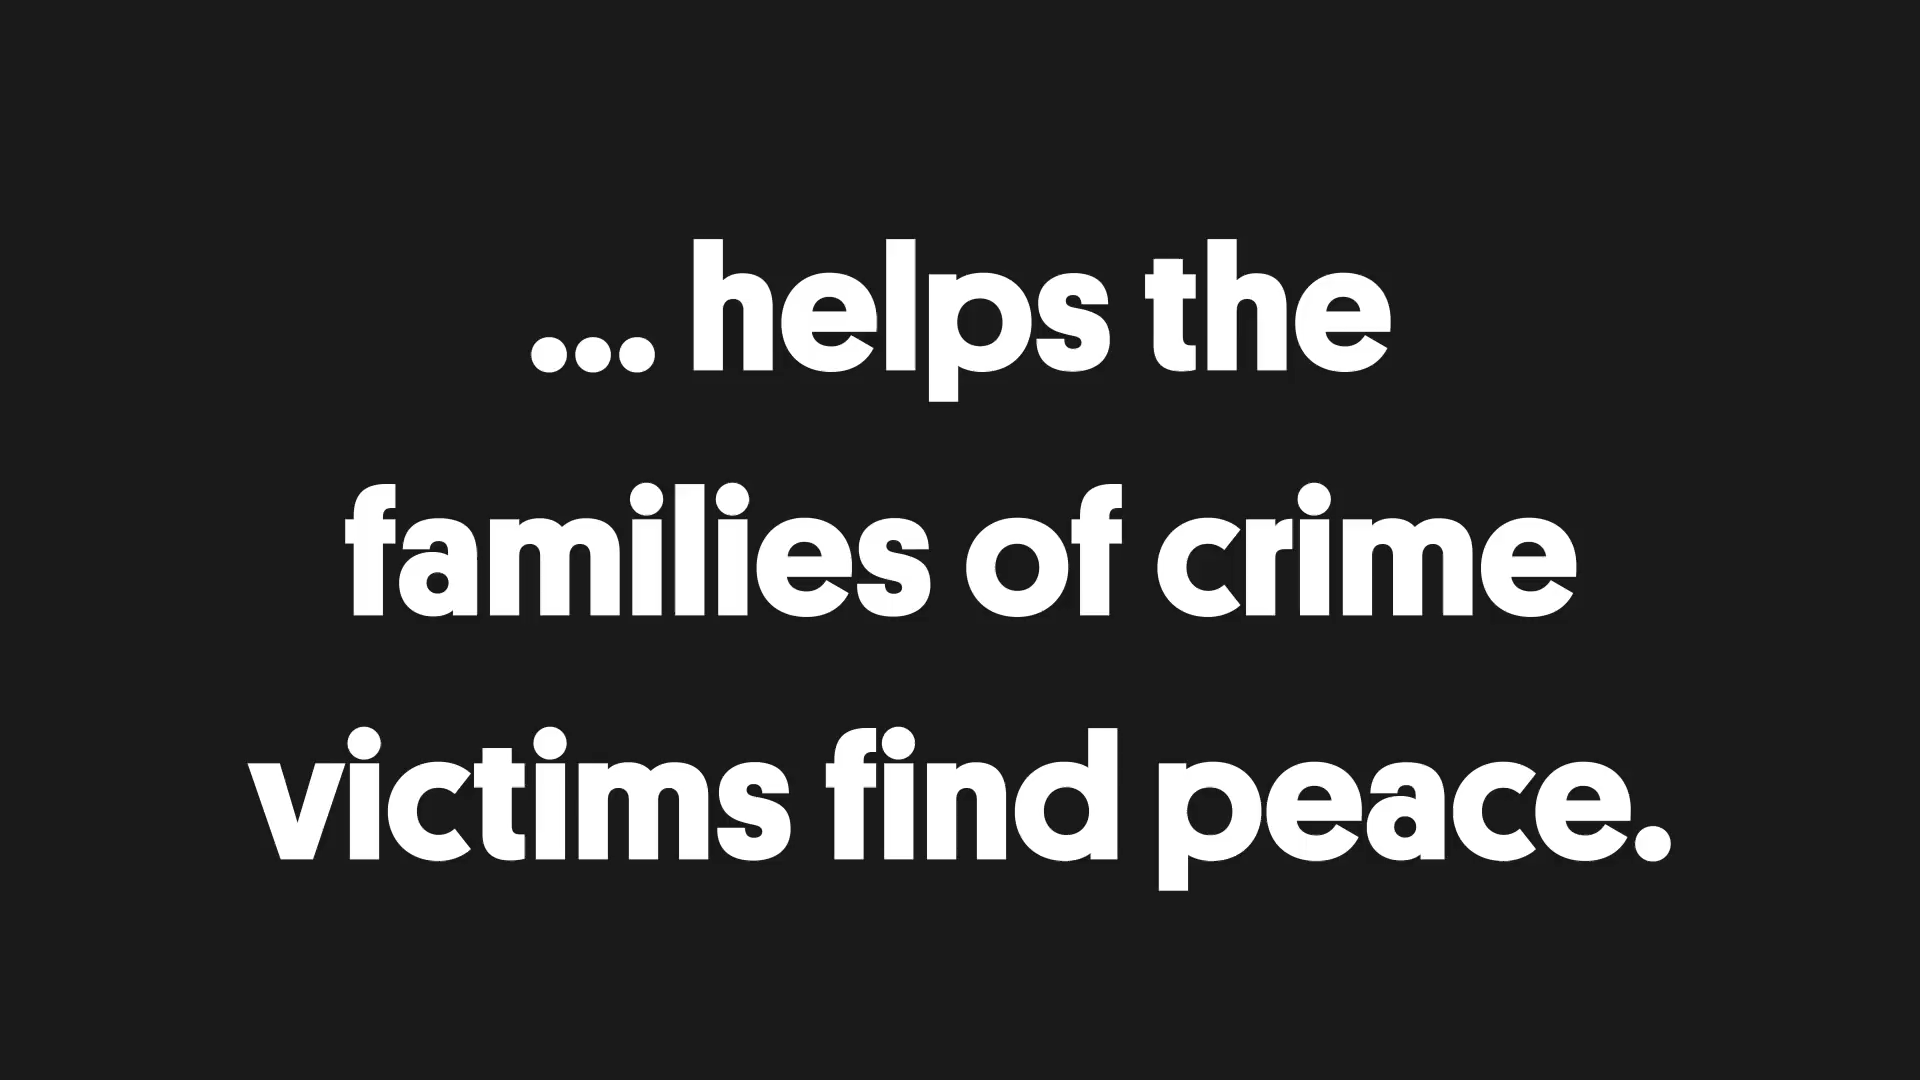 ... helps the
families of crime
victims find peace.